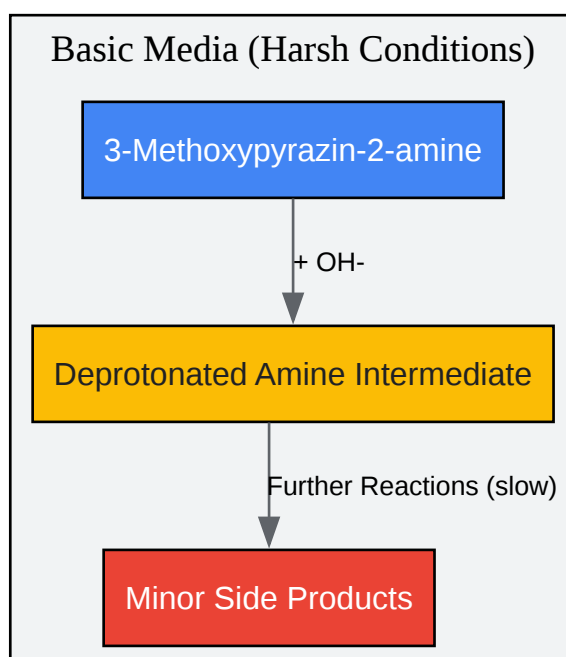 Basic Media (Harsh Conditions)
3-Methoxypyrazin-2-amine
+ OH-
Deprotonated Amine Intermediate
Further Reactions (slow)
Minor Side Products